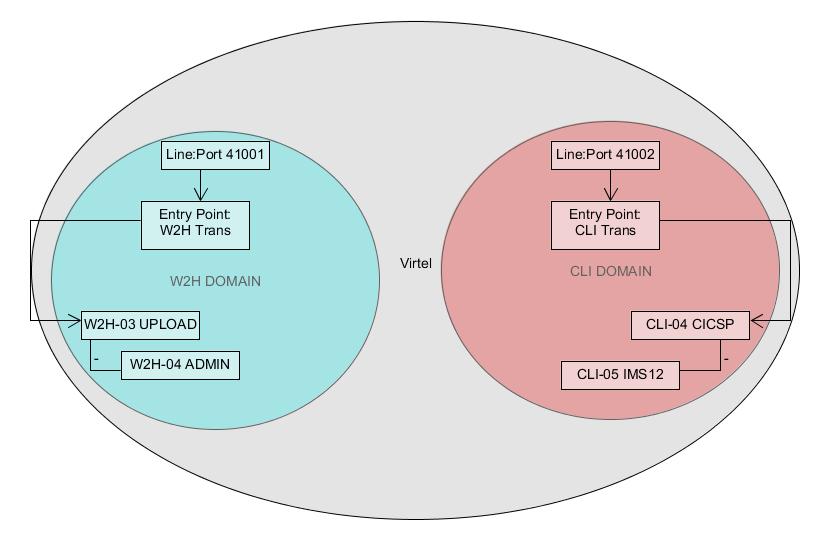 Line:Port 41001
Entry Point:
W2H Trans
W2H DOMAIN
W2H-03 UPLOAD
-
W2H-04 ADMIN
Virtel
Line:Port 41002
Entry Point:
CLI Trans
CLI DOMAIN
CLI-04 CICSP
-
CLI-05 IMS12